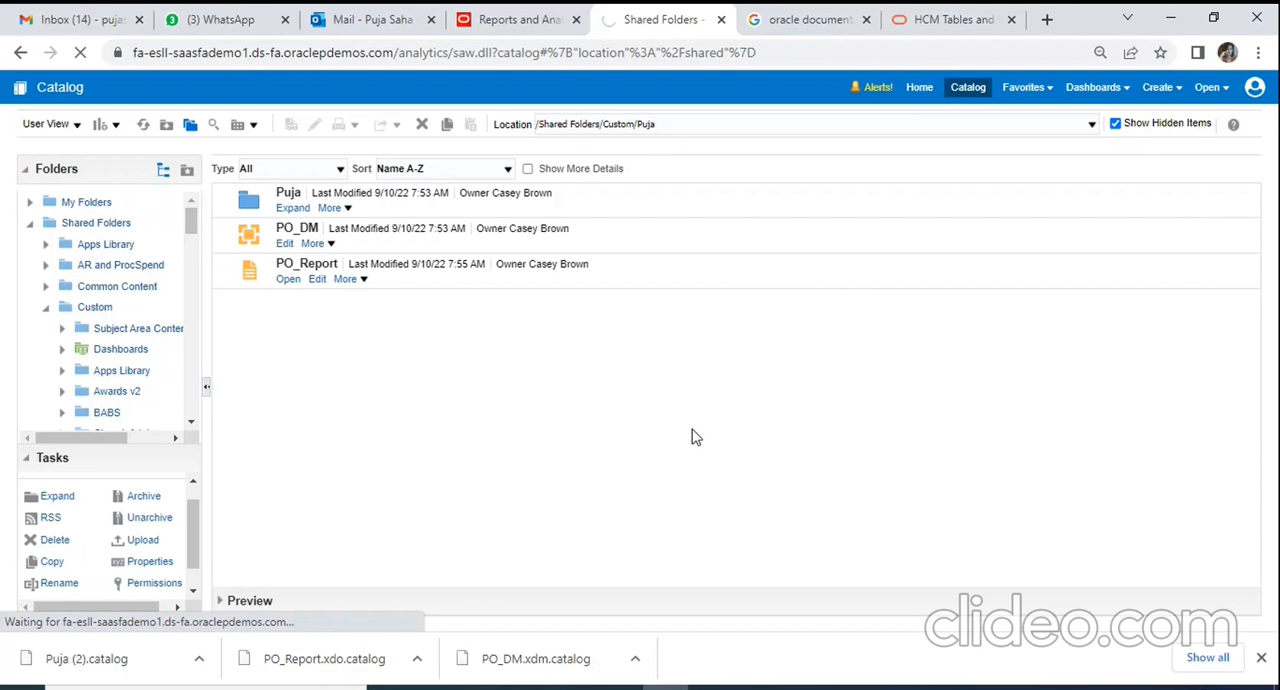 Inbox (14) - pujas
(3) WhatsApp
Mail - Puja Saha
Reports and Anal
Shared Folders -
oracle document
HCM Tables and
fa-esll-saasfademo1.ds-fa.oraclepdemos.com/analytics/saw.dll?catalog#%7B"location"%3A"%2Fshared"%7D
Catalog
Alerts!
Home
Catalog
Favorites
Dashboards
Create
Open
User View
Location /Shared Folders/Custom/Puja
Show Hidden Items
Folders
Type All
Sort Name A-Z
Show More Details
My Folders
Shared Folders
Apps Library
AR and ProcSpend
Common Content
Custom
Subject Area Conter
Dashboards
Apps Library
Awards v2
BABS
Puja Last Modified 9/10/22 7:53 AM Owner Casey Brown
Expand More
PO_DM Last Modified 9/10/22 7:53 AM Owner Casey Brown
Edit More
PO_Report Last Modified 9/10/22 7:55 AM Owner Casey Brown
Open Edit More
Tasks
Expand Archive
RSS Unarchive
Delete Upload
Copy Properties
Rename Permissions
Preview
Waiting for fa-esll-saasfademo1.ds-fa.oraclepdemos.com...
clideo.com
Puja (2).catalog
PO_Report.xdo.catalog
PO_DM.xdm.catalog
Show all